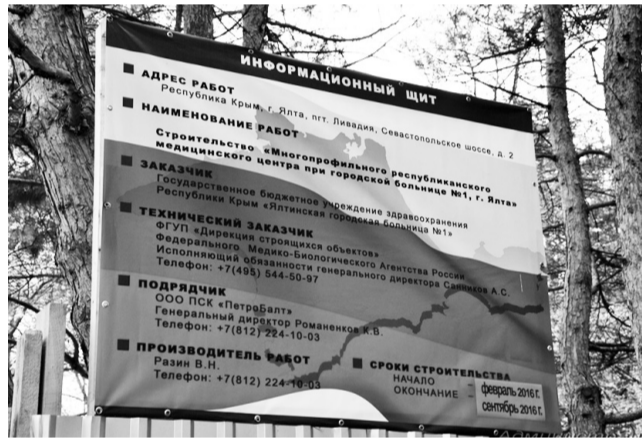 ИНФОРМАЦИОННЫЙ ЩИТ
АДРЕС РАБОТ
Республика Крым, г. Ялта, пгт. Ливадия, Севастопольское шоссе, д. 2
НАИМЕНОВАНИЕ РАБОТ
Строительство «Многопрофильного республиканского
медицинского центра при городской больнице №1, г. Ялта»
ЗАКАЗЧИК
Государственное бюджетное учреждение здравоохранения
Республики Крым «Ялтинская городская больница №1»
ТЕХНИЧЕСКИЙ ЗАКАЗЧИК
ФГУП «Дирекция строящихся объектов»
Федерального Медико-Биологического Агентства России
Исполняющий обязанности генерального директора Санников А.С.
Телефон: +7(495) 544-50-97
ПОДРЯДЧИК
ООО ПСК «ПетроБалт»
Генеральный директор Романенков К.В.
Телефон: +7(812) 224-10-03
ПРОИЗВОДИТЕЛЬ РАБОТ
Разин В.Н.
Телефон: +7(812) 224-10-03
СРОКИ СТРОИТЕЛЬСТВА
НАЧАЛО - февраль 2016 г.
ОКОНЧАНИЕ - сентябрь 2016 г.